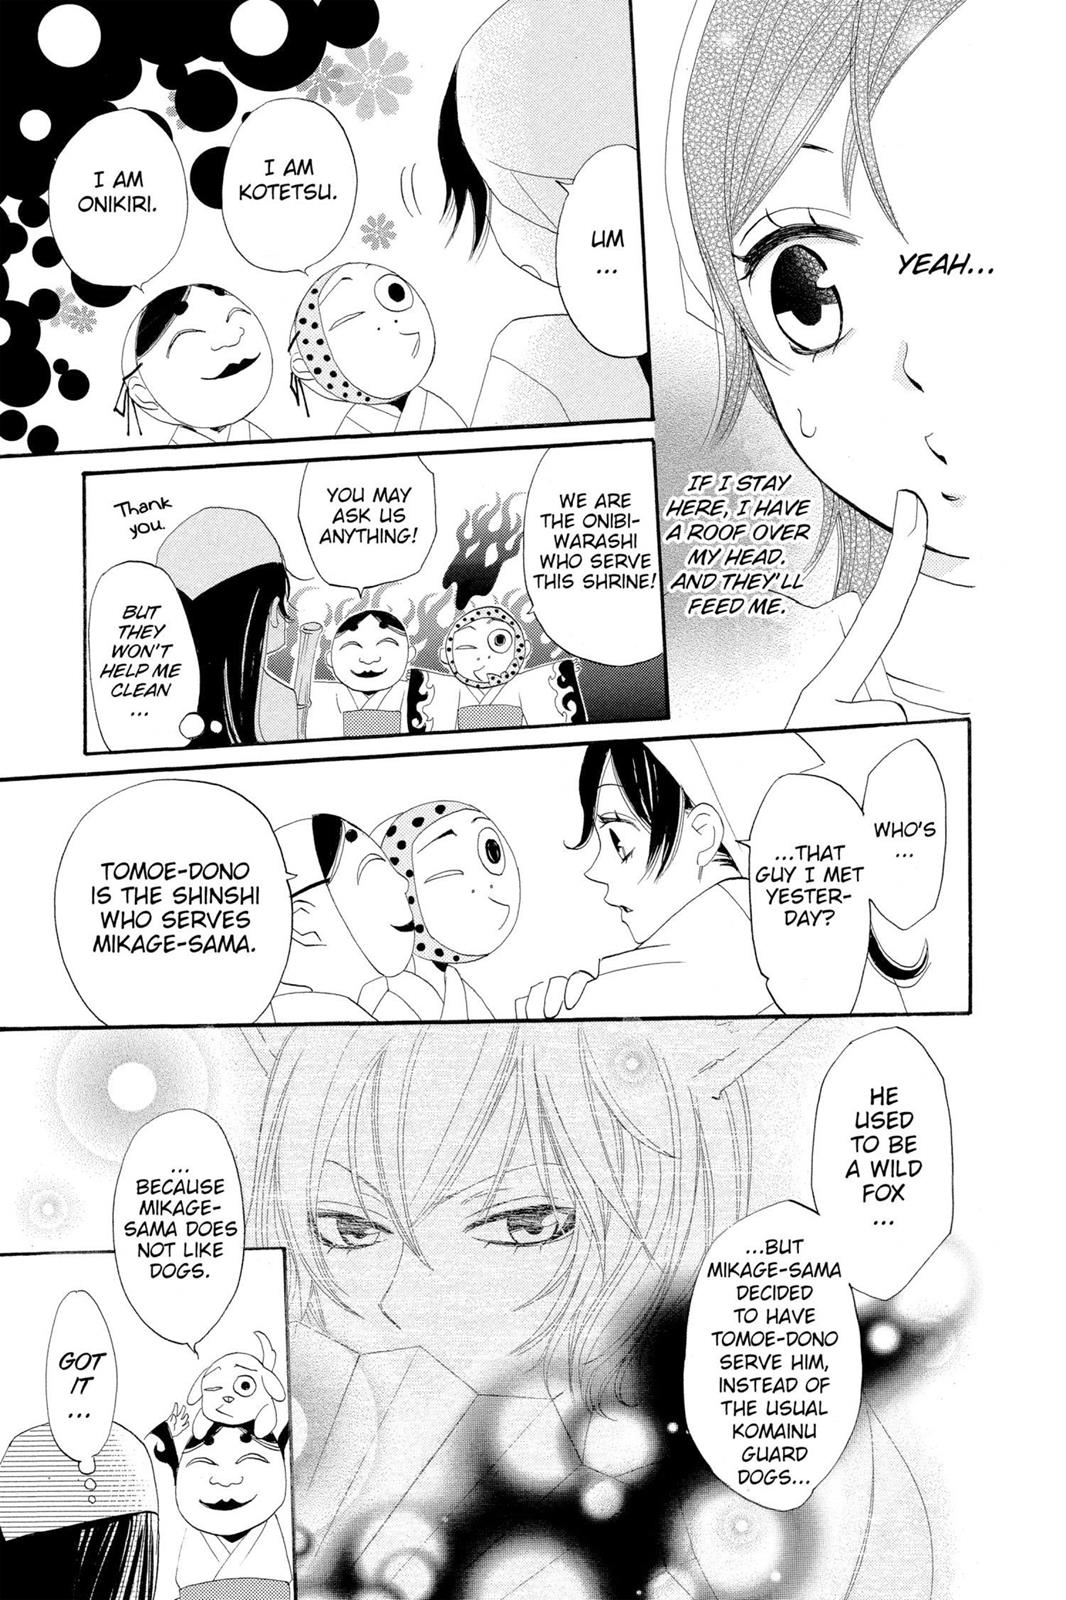 YEAH...
IF I STAY
HERE, I HAVE
A ROOF OVER
MY HEAD.
AND THEY'LL
FEED ME.
UM
...
I AM
KOTETSU.
I AM
ONIKIRI.
WE ARE
THE ONIBI-
WARASHI
WHO SERVE
THIS SHRINE!
YOU MAY
ASK US
ANYTHING!
Thank
you.
BUT
THEY
WON'T
HELP ME
CLEAN
...
WHO'S
...
...THAT
GUY I MET
YESTER-
DAY?
TOMOE-DONO
IS THE SHINSHI
WHO SERVES
MIKAGE-SAMA.
HE
USED
TO BE
A WILD
FOX
...
...BUT
MIKAGE-SAMA
DECIDED
TO HAVE
TOMOE-DONO
SERVE HIM,
INSTEAD OF
THE USUAL
KOMAINU
GUARD
DOGS...
...
BECAUSE
MIKAGE-
SAMA DOES
NOT LIKE
DOGS.
GOT
IT
...